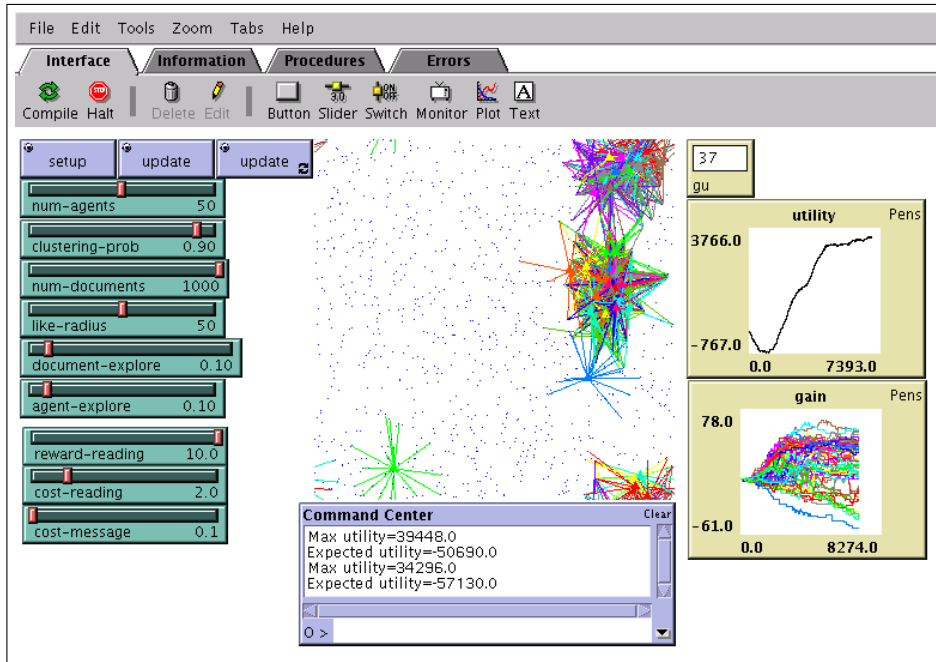 File Edit Tools Zoom Tabs Help
Interface Information Procedures Errors
3.0 ON OFF A
STOP
Compile Halt Delete Edit Button Slider Switch Monitor Plot Text
setup update update
num-agents 50
clustering-prob 0.90
num-documents 1000
like-radius 50
document-explore 0.10
agent-explore 0.10
reward-reading 10.0
cost-reading 2.0
cost-message 0.1
37
gu
utility Pens
3766.0
-767.0
0.0 7393.0
gain Pens
78.0
-61.0
0.0 8274.0
Command Center Clear
Max utility=39448.0
Expected utility=-50690.0
Max utility=34296.0
Expected utility=-57130.0
O >